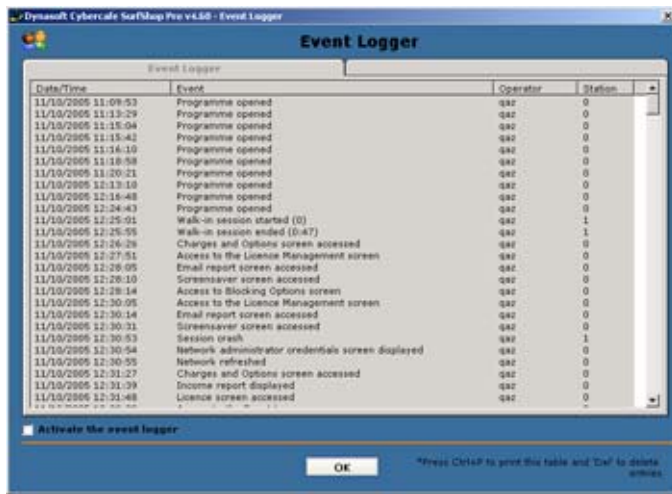 Dynasoft Cybercafe SurfShop Pro v4.60 - Event Logger
Event Logger
Event Logger
Date/Time Event Operator Station
11/10/2005 11:09:53 Programme opened qaz 0
11/10/2005 11:13:29 Programme opened qaz 0
11/10/2005 11:15:04 Programme opened qaz 0
11/10/2005 11:15:42 Programme opened qaz 0
11/10/2005 11:16:10 Programme opened qaz 0
11/10/2005 11:18:58 Programme opened qaz 0
11/10/2005 11:20:21 Programme opened qaz 0
11/10/2005 12:13:10 Programme opened qaz 0
11/10/2005 12:16:48 Programme opened qaz 0
11/10/2005 12:24:43 Programme opened qaz 0
11/10/2005 12:25:01 Walk-in session started (0) qaz 1
11/10/2005 12:25:55 Walk-in session ended (0:47) qaz 1
11/10/2005 12:26:26 Charges and Options screen accessed qaz 0
11/10/2005 12:27:51 Access to the Licence Management screen qaz 0
11/10/2005 12:28:05 Email report screen accessed qaz 0
11/10/2005 12:28:10 Screensaver screen accessed qaz 0
11/10/2005 12:28:14 Access to Blocking Options screen qaz 0
11/10/2005 12:30:05 Access to the Licence Management screen qaz 0
11/10/2005 12:30:14 Email report screen accessed qaz 0
11/10/2005 12:30:31 Screensaver screen accessed qaz 0
11/10/2005 12:30:53 Session crash qaz 1
11/10/2005 12:30:54 Network administrator credentials screen displayed qaz 0
11/10/2005 12:30:55 Network refreshed qaz 0
11/10/2005 12:31:27 Charges and Options screen accessed qaz 0
11/10/2005 12:31:39 Income report displayed qaz 0
11/10/2005 12:31:48 Licence screen accessed qaz 0
Activate the event logger
OK
*Press Ctrl+P to print this table and 'Del' to delete
entries